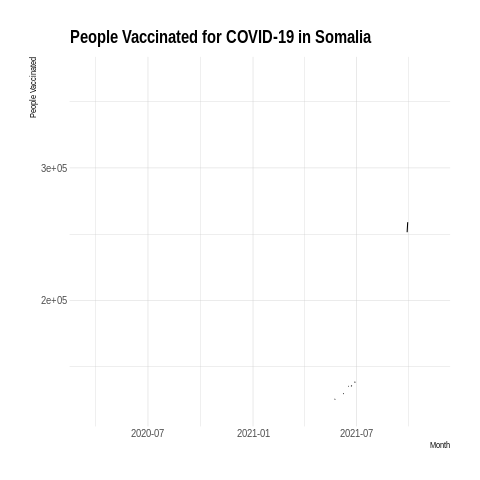 People Vaccinated for COVID-19 in Somalia
People Vaccinated
3e+05
2e+05
2020-07
2021-01
2021-07
Month